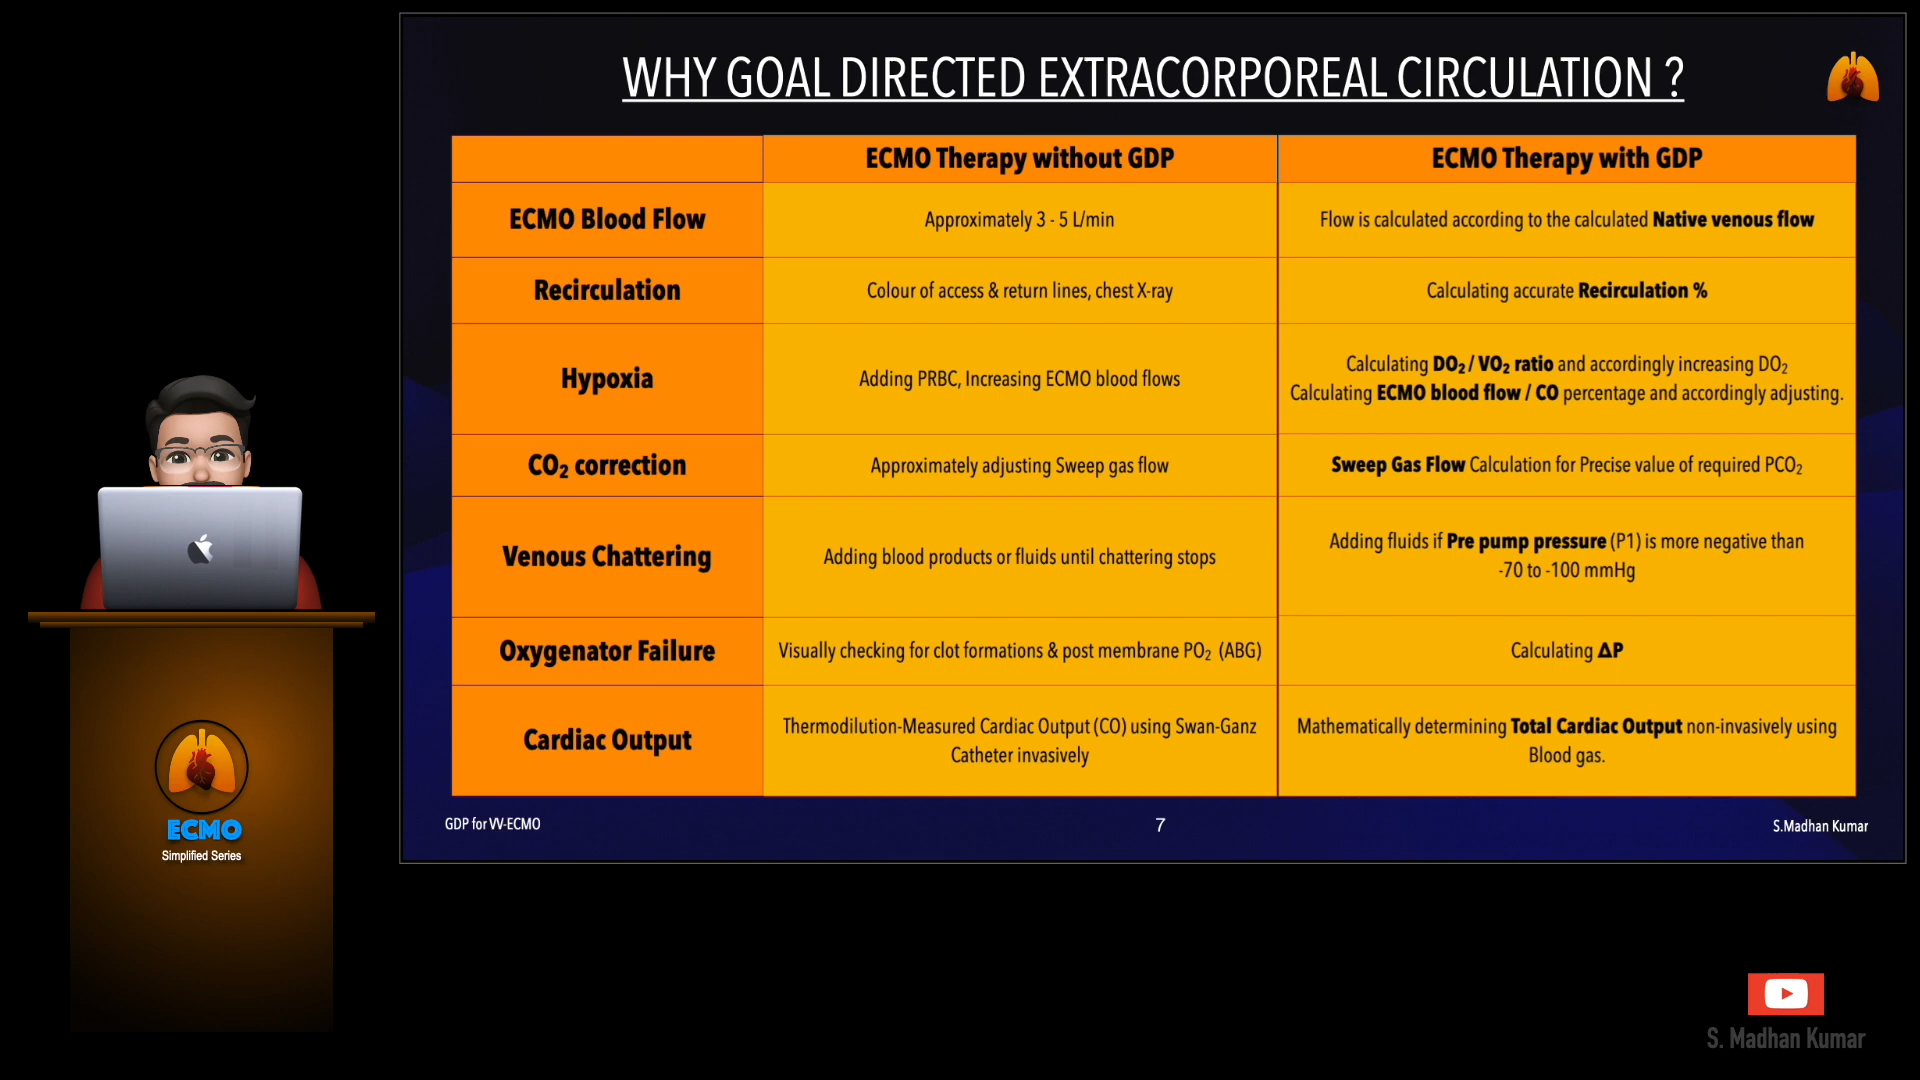 WHY GOAL DIRECTED EXTRACORPOREAL CIRCULATION ?
ECMO Therapy without GDP
ECMO Therapy with GDP
ECMO Blood Flow
Approximately 3 - 5 L/min
Flow is calculated according to the calculated Native venous flow
Recirculation
Colour of access & return lines, chest X-ray
Calculating accurate Recirculation %
Hypoxia
Adding PRBC, Increasing ECMO blood flows
Calculating DO₂ / VO₂ ratio and accordingly increasing DO₂
Calculating ECMO blood flow / CO percentage and accordingly adjusting.
CO₂ correction
Approximately adjusting Sweep gas flow
Sweep Gas Flow Calculation for Precise value of required PCO₂
Venous Chattering
Adding blood products or fluids until chattering stops
Adding fluids if Pre pump pressure (P1) is more negative than
-70 to -100 mmHg
Oxygenator Failure
Visually checking for clot formations & post membrane PO₂ (ABG)
Calculating ΔP
Cardiac Output
Thermodilution-Measured Cardiac Output (CO) using Swan-Ganz
Catheter invasively
Mathematically determining Total Cardiac Output non-invasively using
Blood gas.
GDP for VV-ECMO
7
S.Madhan Kumar
ECMO
Simplified Series
S. Madhan Kumar